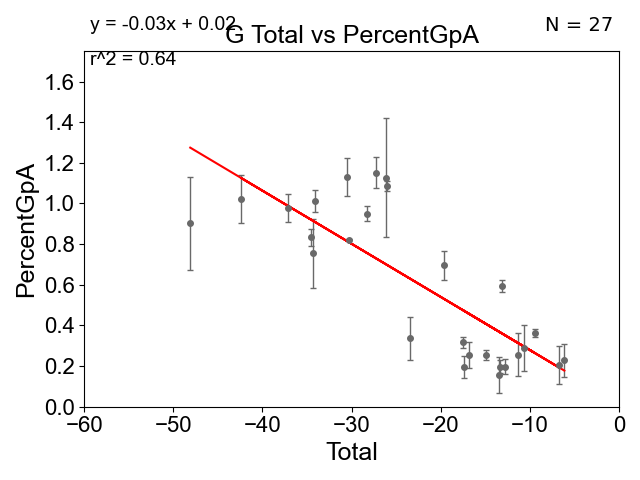 y = -0.03x + 0.02
G Total vs PercentGpA
N = 27
r^2 = 0.64
PercentGpA
1.6
1.4
1.2
1.0
0.8
0.6
0.4
0.2
0.0
−60 −50 −40 −30 −20 −10 0
Total